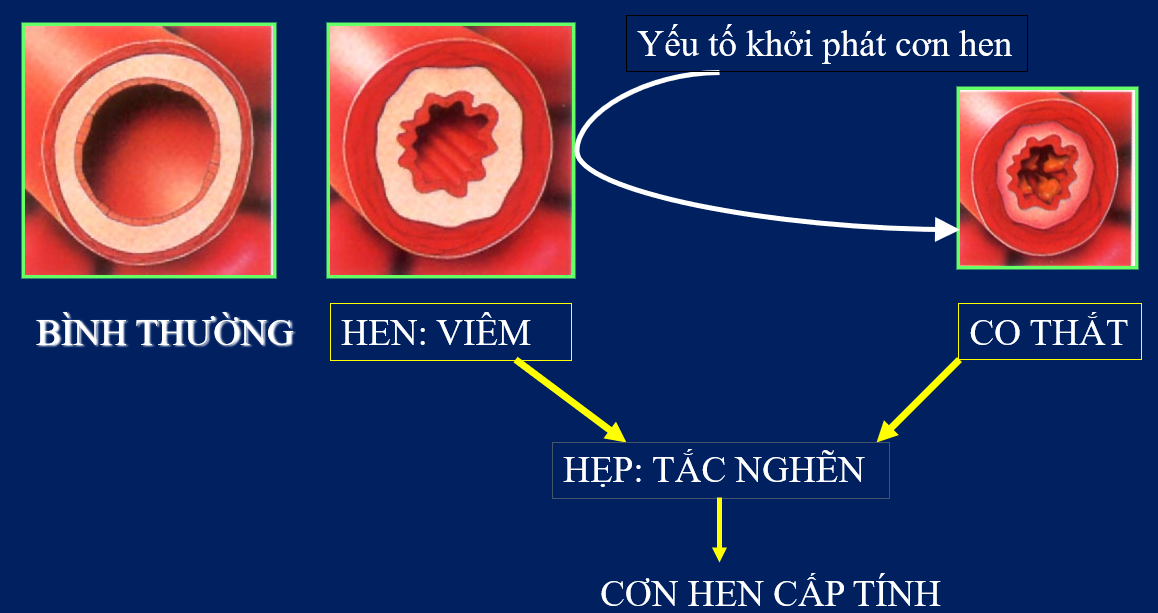 Yếu tố khởi phát cơn hen
BÌNH THƯỜNG
HEN: VIÊM
CO THẮT
HẸP: TẮC NGHẼN
CƠN HEN CẤP TÍNH